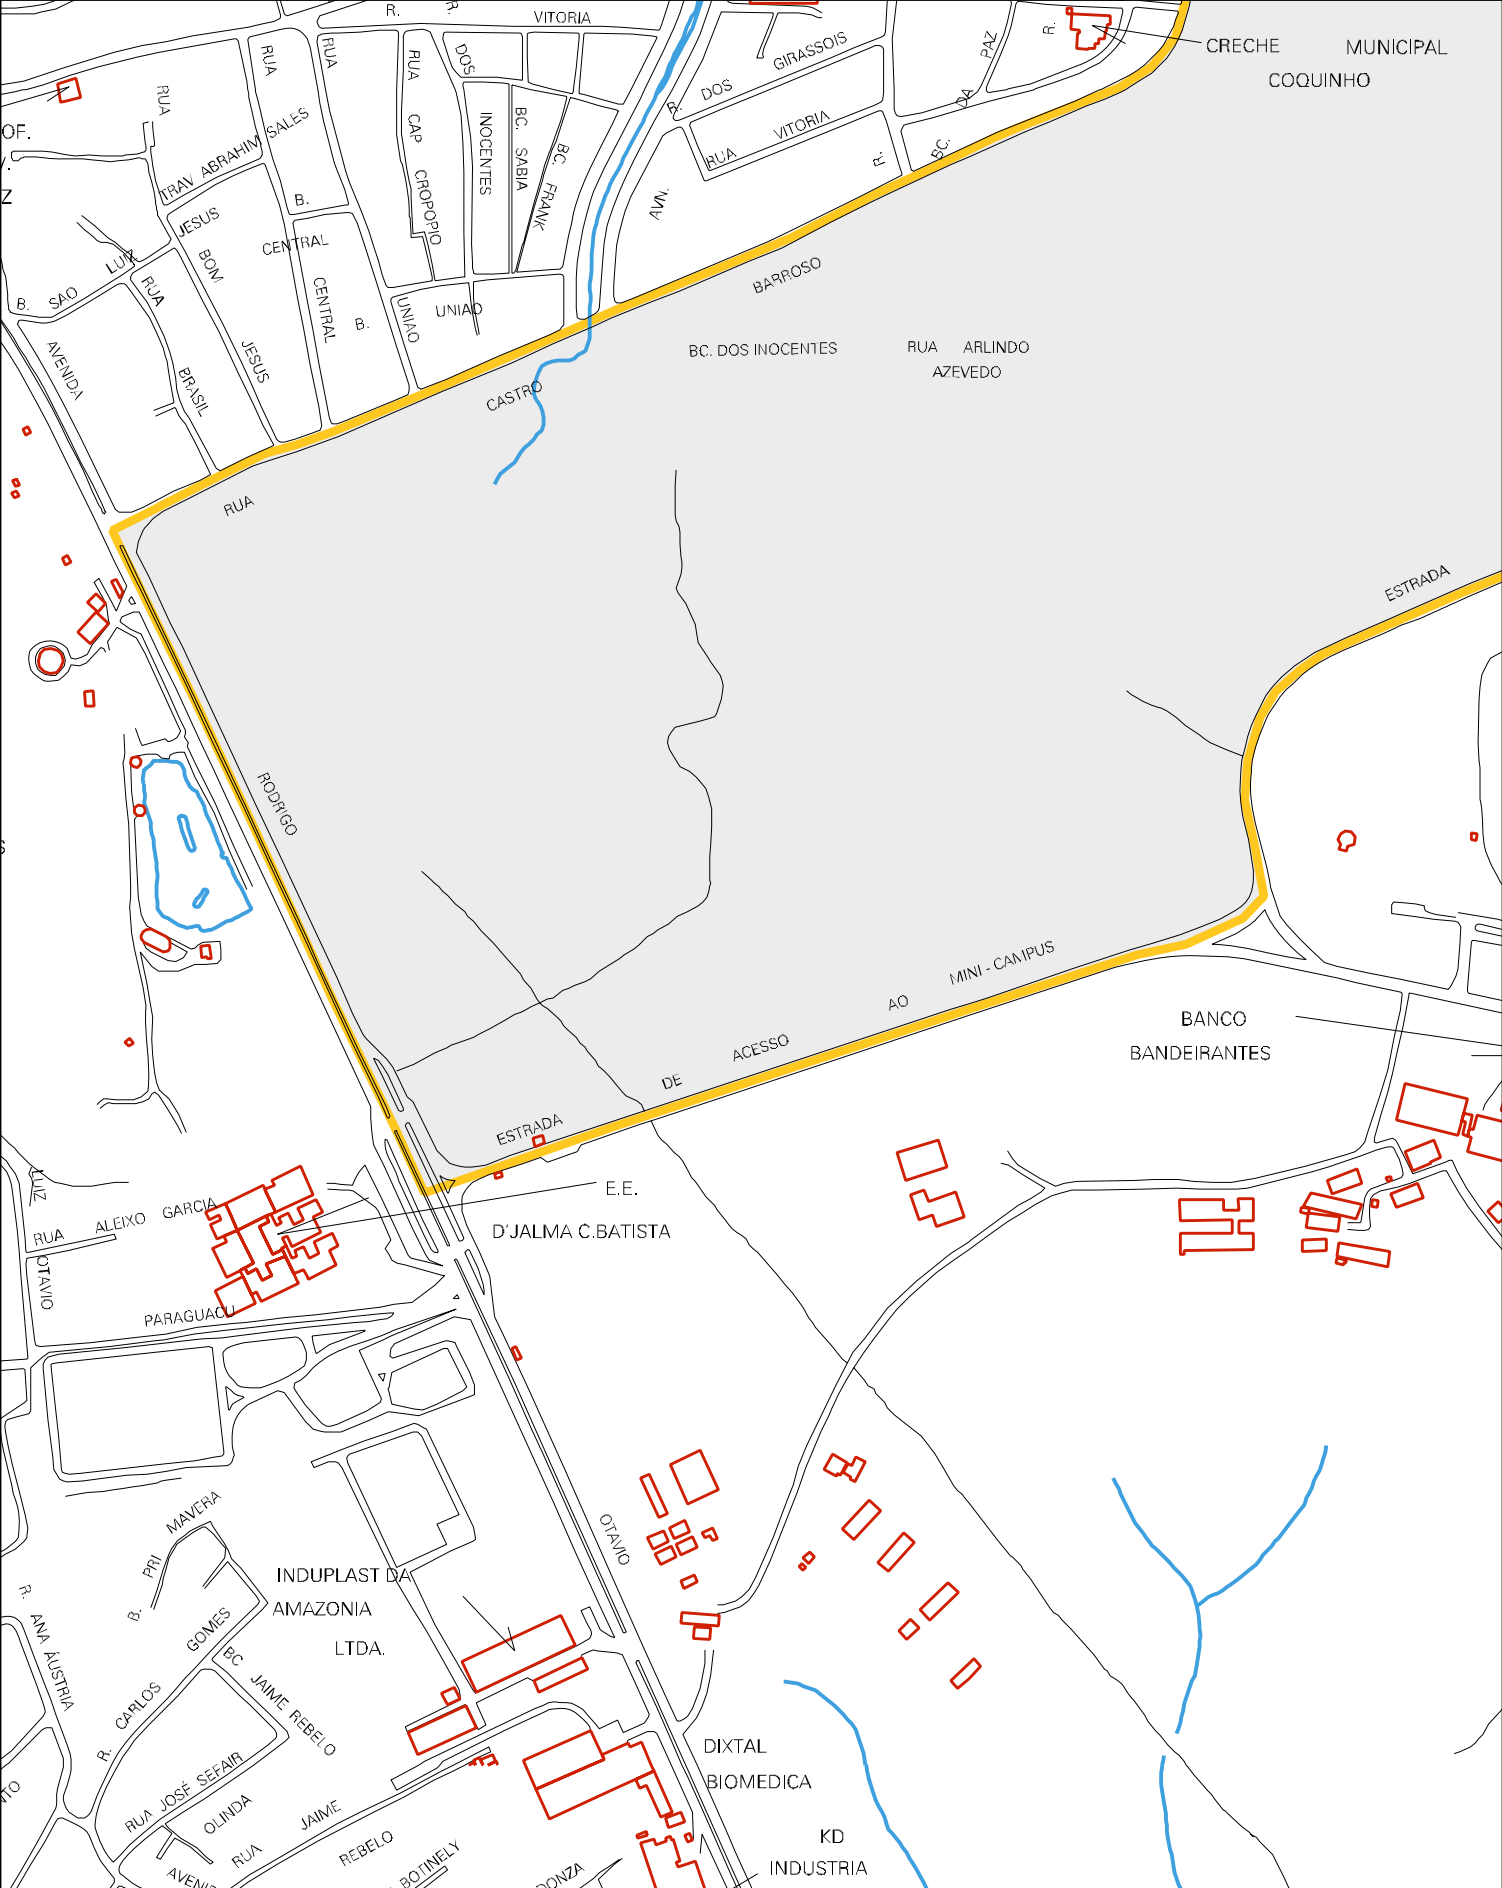 R.
R.
VITORIA
RUA
RUA
RUA
DOS
GIRASSOIS
DOS
R.
PAZ
R.
DA
CRECHE MUNICIPAL
COQUINHO
RUA
CAP
CROPOPIO
INOCENTES
BC. SABIA
BC. FRANK
VITORIA
RUA
R.
BC.
OF.
Z
TRAV ABRAHIM SALES
B.
CENTRAL
JESUS
BOM
JESUS
AVN.
B. SAO LUIZ
RUA
BRASIL
CENTRAL
B.
UNIAO
UNIAO
AVENIDA
BARROSO
BC. DOS INOCENTES
RUA ARLINDO
AZEVEDO
CASTRO
RUA
ESTRADA
RODRIGO
MINI - CAMPUS
AO
ACESSO
DE
ESTRADA
BANCO
BANDEIRANTES
E.E.
D'JALMA C.BATISTA
LUIZ
RUA ALEIXO GARCIA
OTAVIO
PARAGUACU
OTAVIO
B. PRI MAVERA
INDUPLAST DA
AMAZONIA
LTDA.
R. ANA ÁUSTRIA
R. CARLOS GOMES
BC JAIME REBELO
RUA JOSÉ SEFAIR
OLINDA
RUA JAIME
REBELO
BOTINELY
DONZA
DIXTAL
BIOMEDICA
KD
INDUSTRIA